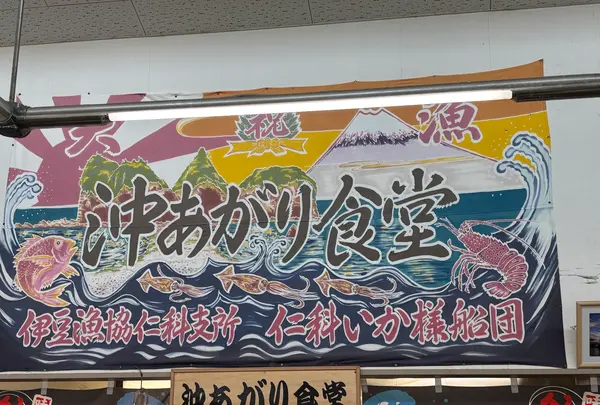 大漁
祝
沖あがり食堂
伊豆漁協仁科支所 仁科いか様船団
沖あがり食堂